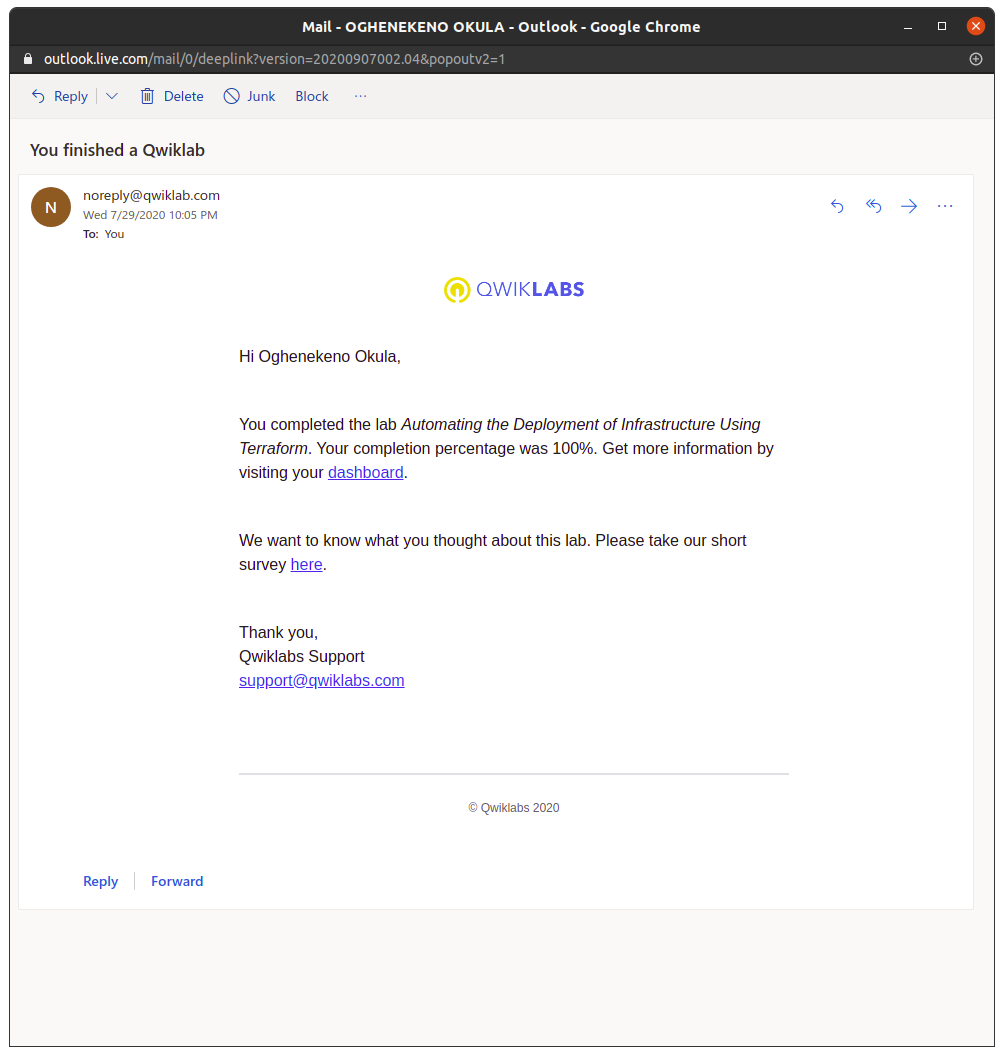 Mail - OGHENEKENO OKULA - Outlook - Google Chrome
outlook.live.com/mail/0/deeplink?version=20200907002.04&popoutv2=1
Reply Delete Junk Block ...
You finished a Qwiklab
N
noreply@qwiklab.com
Wed 7/29/2020 10:05 PM
To: You
QWIKLABS
Hi Oghenekeno Okula,
You completed the lab Automating the Deployment of Infrastructure Using
Terraform. Your completion percentage was 100%. Get more information by
visiting your dashboard.
We want to know what you thought about this lab. Please take our short
survey here.
Thank you,
Qwiklabs Support
support@qwiklabs.com
© Qwiklabs 2020
Reply Forward